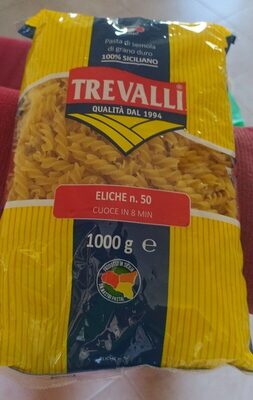 Pasta di semola
di grano duro
100% SICILIANO
TREVALLI
QUALITÀ DAL 1994
ELICHE n. 50
CUOCE IN 8 MIN
1000 g e